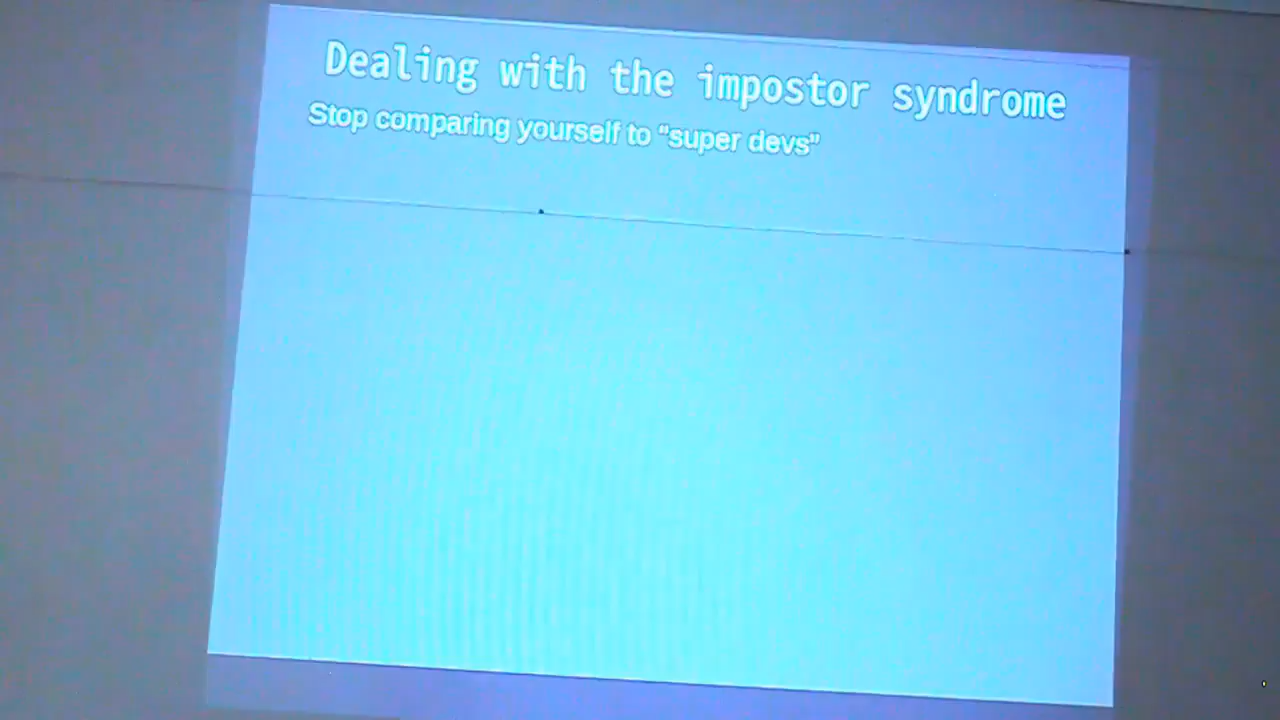 Dealing with the impostor syndrome
Stop comparing yourself to “super devs”